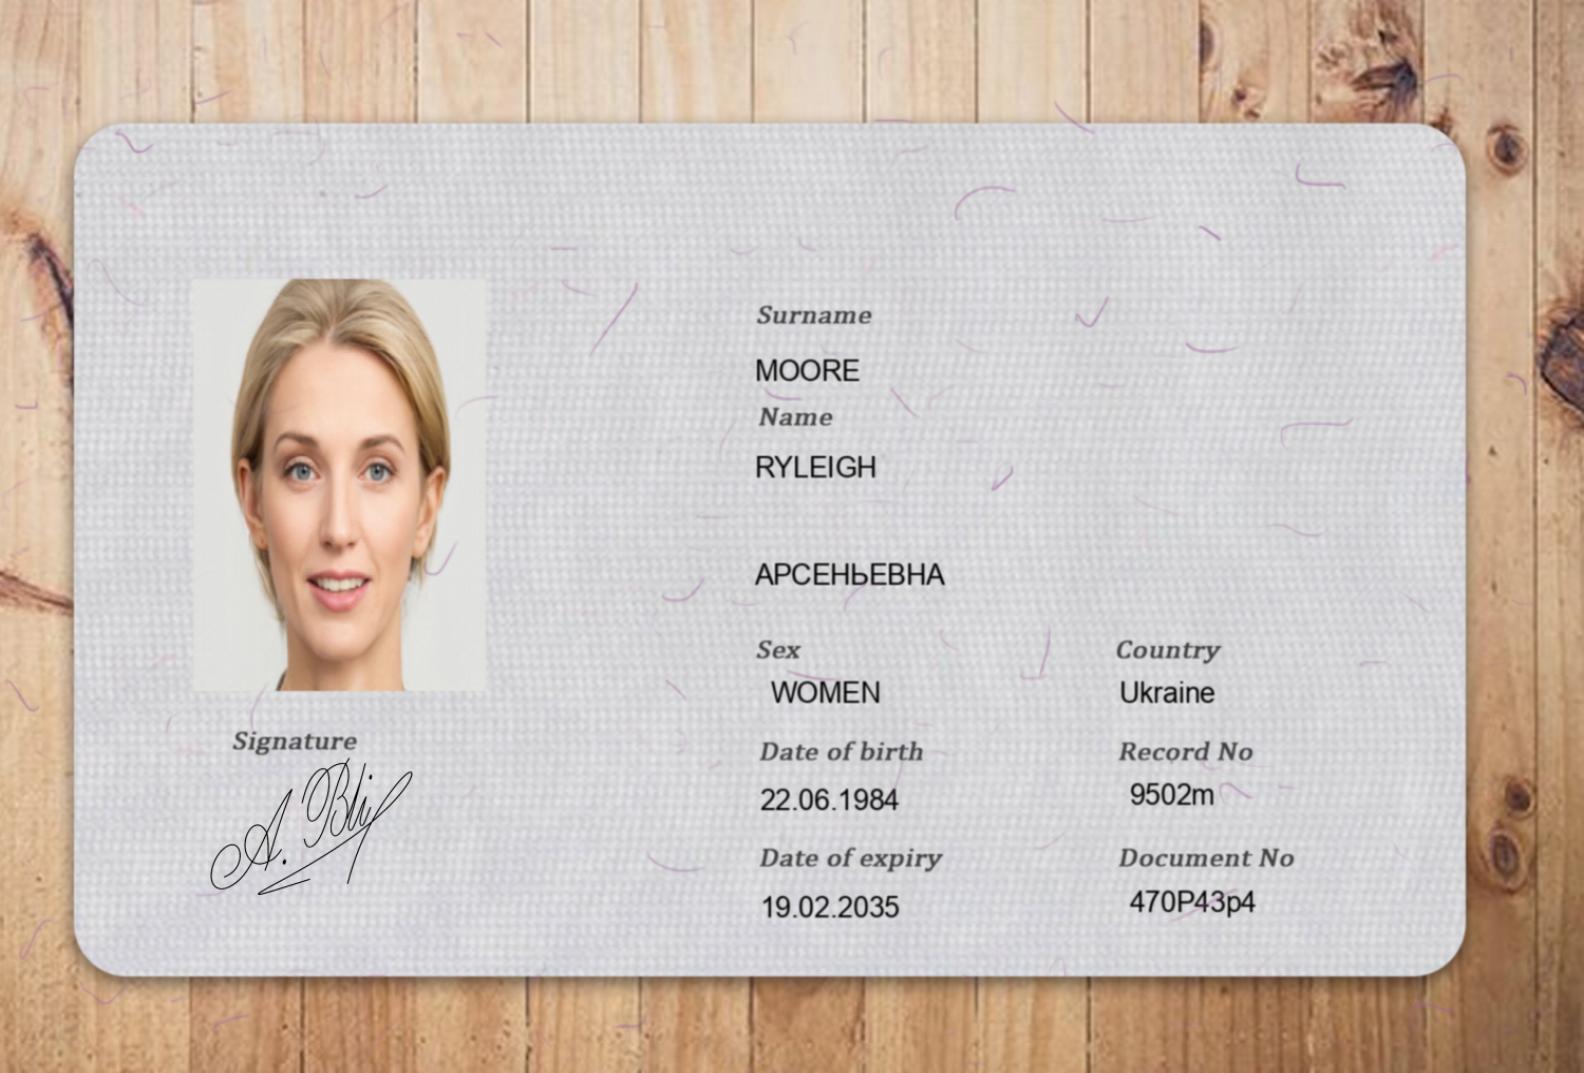 Surname
MOORE
Name
RYLEIGH
АРСЕНЬЕВНА
Sex Country
WOMEN Ukraine
Date of birth Record No
22.06.1984 9502m
Signature
Date of expiry Document No
19.02.2035 470P43p4
A. Bli